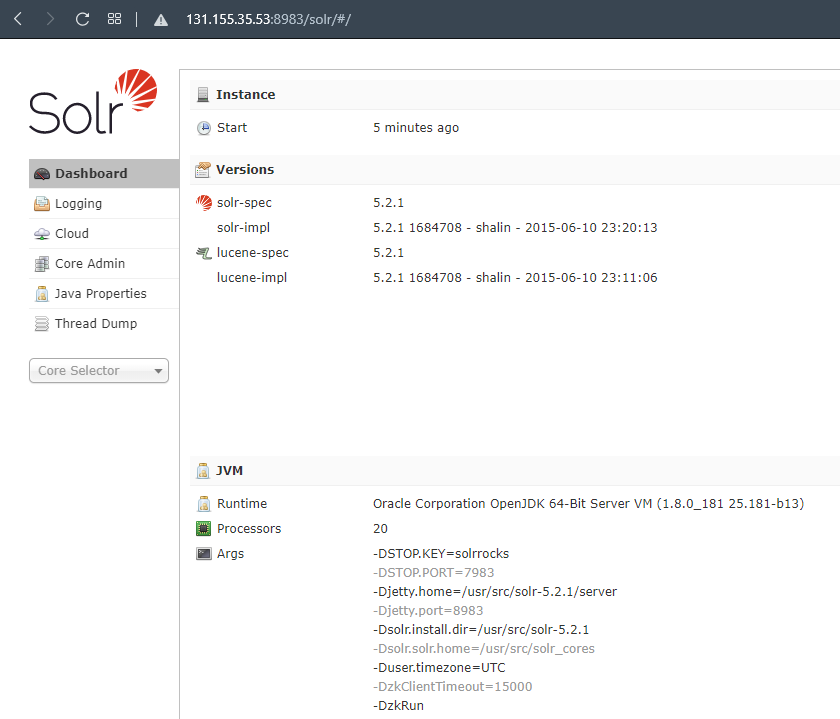 131.155.35.53:8983/solr/#/
Solr
Dashboard
Logging
Cloud
Core Admin
Java Properties
Thread Dump
Core Selector
Instance
Start 5 minutes ago
Versions
solr-spec 5.2.1
solr-impl 5.2.1 1684708 - shalin - 2015-06-10 23:20:13
lucene-spec 5.2.1
lucene-impl 5.2.1 1684708 - shalin - 2015-06-10 23:11:06
JVM
Runtime Oracle Corporation OpenJDK 64-Bit Server VM (1.8.0_181 25.181-b13)
Processors 20
Args -DSTOP.KEY=solrrocks
-DSTOP.PORT=7983
-Djetty.home=/usr/src/solr-5.2.1/server
-Djetty.port=8983
-Dsolr.install.dir=/usr/src/solr-5.2.1
-Dsolr.solr.home=/usr/src/solr_cores
-Duser.timezone=UTC
-DzkClientTimeout=15000
-DzkRun